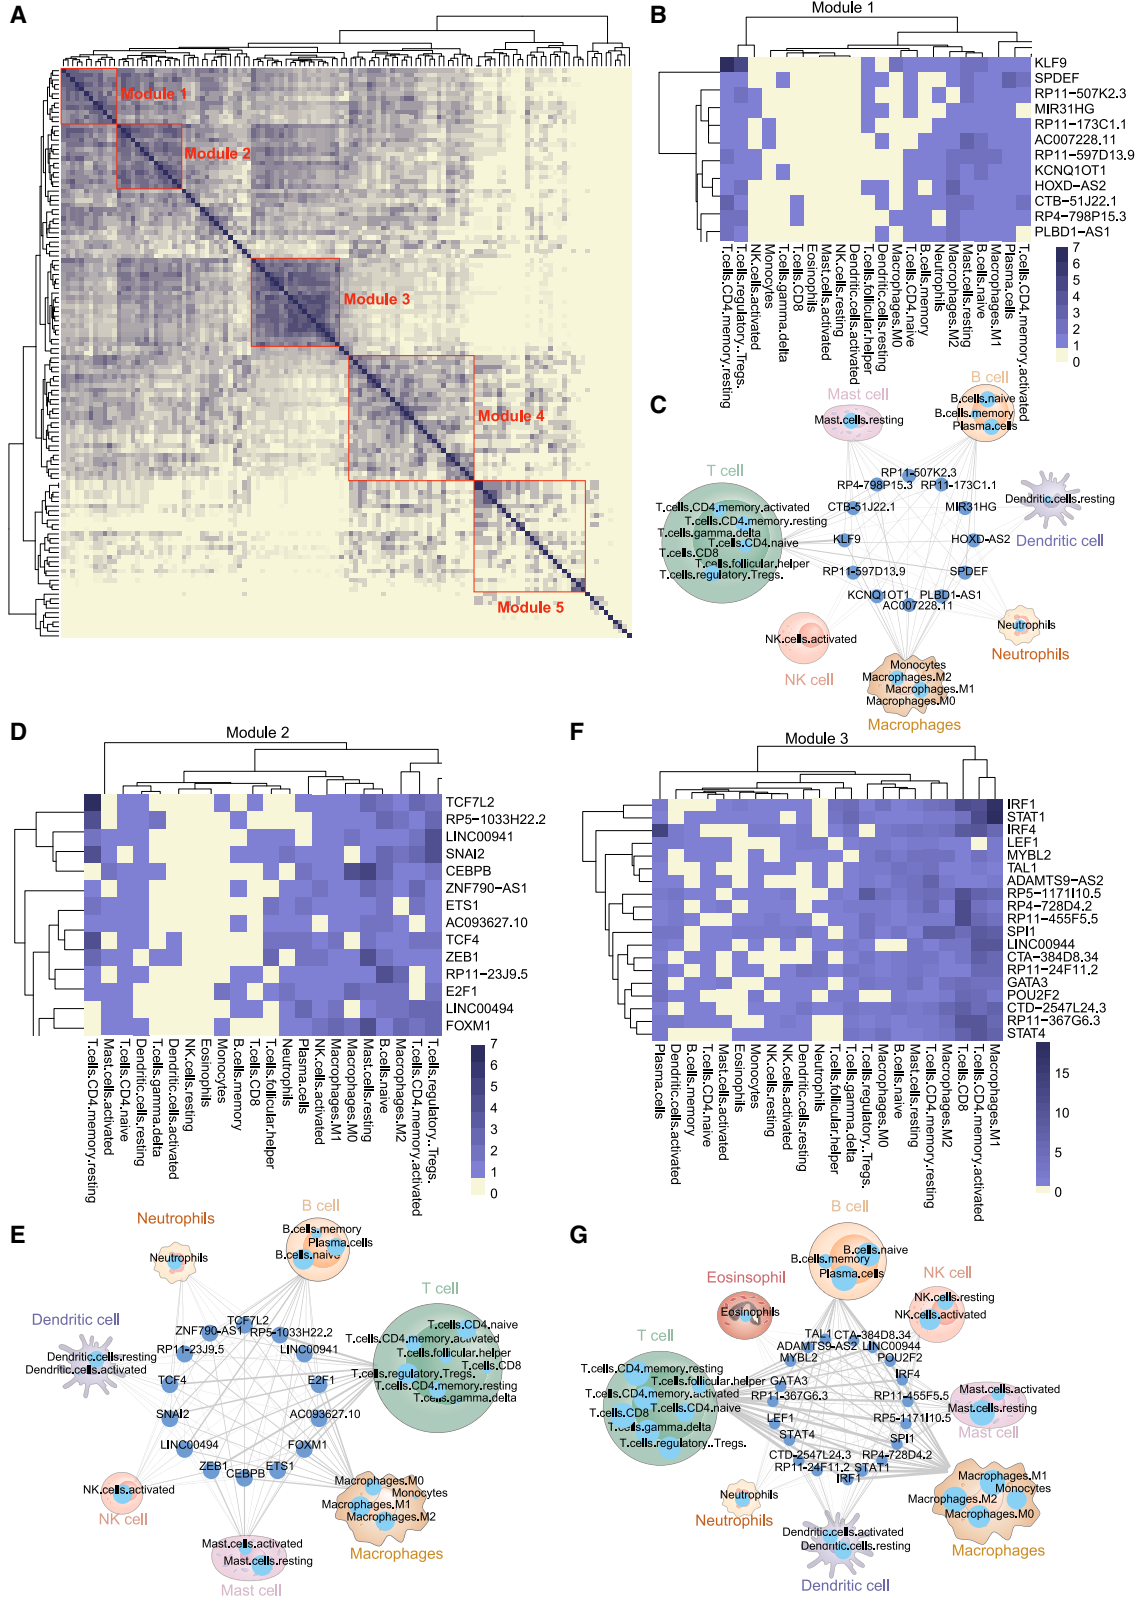 A
Module 1
Module 2
Module 3
Module 4
Module 5
B
Module 1
KLF9
SPDEF
RP11−507K2.3
MIR31HG
RP11−173C1.1
AC007228.11
RP11−597D13.9
KCNQ1OT1
HOXD−AS2
CTB−51J22.1
RP4−798P15.3
PLBD1−AS1
T.cells.CD4.memory.resting
T.cells.regulatory..Tregs.
NK.cells.activated
Monocytes
T.cells.gamma.delta
T.cells.CD8
Eosinophils
Mast.cells.activated
NK.cells.resting
Dendritic.cells.activated
T.cells.follicular.helper
Dendritic.cells.resting
Macrophages.M0
T.cells.CD4.naive
B.cells.memory
Neutrophils
Macrophages.M2
Mast.cells.resting
B.cells.naive
Macrophages.M1
Plasma.cells
T.cells.CD4.memory.activated
7
6
5
4
3
2
1
0
C
Mast cell
Mast.cells.resting
B cell
B.cells.naive
B.cells.memory
Plasma.cells
T cell
T.cells.CD4.memory.activated
T.cells.CD4.memory.resting
T.cells.gamma.delta
T.cells.CD4.naive
T.cells.CD8
T.cells.follicular.helper
T.cells.regulatory.Tregs.
RP11-507K2.3
RP4-798P15.3
RP11-173C1.1
CTB-51J22.1
MIR31HG
KLF9
HOXD-AS2
RP11-597D13.9
SPDEF
KCNQ1OT1
PLBD1-AS1
AC007228.11
Dendritic.cells.resting
Dendritic cell
NK.cells.activated
NK cell
Neutrophils
Neutrophils
Monocytes
Macrophages.M2
Macrophages.M1
Macrophages.M0
Macrophages
D
Module 2
TCF7L2
RP5−1033H22.2
LINC00941
SNAI2
CEBPB
ZNF790−AS1
ETS1
AC093627.10
TCF4
ZEB1
RP11−23J9.5
E2F1
LINC00494
FOXM1
T.cells.CD4.memory.resting
Mast.cells.activated
T.cells.CD4.naive
Dendritic.cells.resting
T.cells.gamma.delta
Dendritic.cells.activated
NK.cells.resting
Eosinophils
Monocytes
B.cells.memory
T.cells.CD8
T.cells.follicular.helper
Neutrophils
Plasma.cells
NK.cells.activated
Macrophages.M1
Macrophages.M0
Mast.cells.resting
B.cells.naive
Macrophages.M2
T.cells.CD4.memory.activated
T.cells.regulatory..Tregs.
7
6
5
4
3
2
1
0
F
Module 3
IRF1
STAT1
IRF4
LEF1
MYBL2
TAL1
ADAMTS9−AS2
RP5−1171I10.5
RP4−728D4.2
RP11−455F5.5
SPI1
LINC00944
CTA−384D8.34
RP11−24F11.2
GATA3
POU2F2
CTD−2547L24.3
RP11−367G6.3
STAT4
Plasma.cells
Dendritic.cells.activated
B.cells.memory
T.cells.CD4.naive
Mast.cells.activated
Eosinophils
Monocytes
NK.cells.resting
NK.cells.activated
Dendritic.cells.resting
Neutrophils
T.cells.follicular.helper
T.cells.gamma.delta
T.cells.regulatory..Tregs.
Macrophages.M0
B.cells.naive
Mast.cells.resting
T.cells.CD4.memory.resting
Macrophages.M2
T.cells.CD8
T.cells.CD4.memory.activated
Macrophages.M1
15
10
5
0
E
Neutrophils
Neutrophils
B cell
B.cells.memory
Plasma.cells
B.cells.naive
T cell
T.cells.CD4.naive
T.cells.CD4.memory.activated
T.cells.follicular.helper
T.cells.CD8
T.cells.regulatory.Tregs.
T.cells.CD4.memory.resting
T.cells.gamma.delta
Dendritic cell
Dendritic.cells.resting
Dendritic.cells.activated
TCF7L2
ZNF790-AS1
RP5-1033H22.2
RP11-23J9.5
LINC00941
TCF4
E2F1
SNAI2
AC093627.10
LINC00494
FOXM1
ZEB1
CEBPB
ETS1
NK.cells.activated
NK cell
Macrophages.M0
Monocytes
Macrophages.M1
Macrophages.M2
Macrophages
Mast.cells.activated
Mast.cells.resting
Mast cell
G
B cell
B.cells.naive
B.cells.memory
Plasma.cells
Eosinsophil
Eosinophils
NK cell
NK.cells.resting
NK.cells.activated
T cell
T.cells.CD4.memory.resting
T.cells.follicular.helper
T.cells.CD4.memory.activated
T.cells.CD8
T.cells.CD4.naive
T.cells.gamma.delta
T.cells.regulatory..Tregs.
TAL1
CTA-384D8.34
ADAMTS9-AS2
LINC00944
MYBL2
POU2F2
GATA3
IRF4
RP11-367G6.3
RP11-455F5.5
LEF1
RP5-1171I10.5
STAT4
SPI1
CTD-2547L24.3
RP4-728D4.2
RP11-24F11.2
STAT1
IRF1
Mast.cells.activated
Mast.cells.resting
Mast cell
Neutrophils
Neutrophils
Macrophages.M1
Monocytes
Macrophages.M2
Macrophages.M0
Macrophages
Dendritic.cells.activated
Dendritic.cells.resting
Dendritic cell